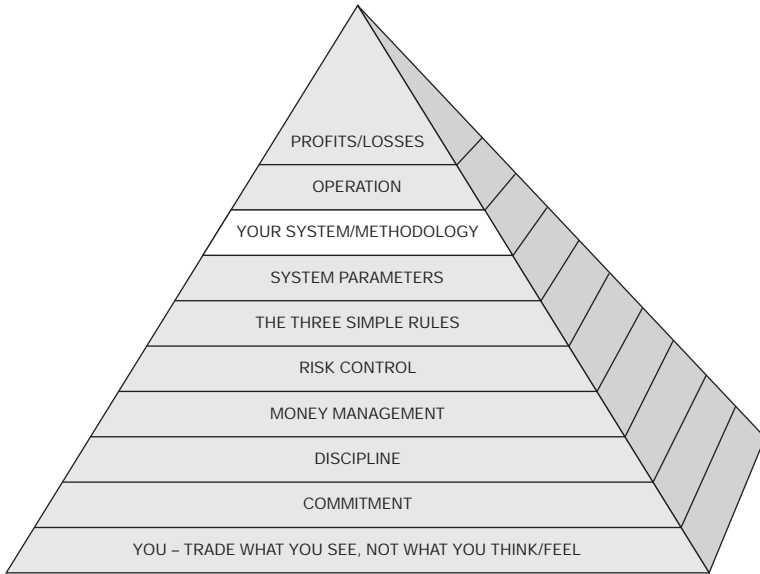 PROFITS/LOSSES
OPERATION
YOUR SYSTEM/METHODOLOGY
SYSTEM PARAMETERS
THE THREE SIMPLE RULES
RISK CONTROL
MONEY MANAGEMENT
DISCIPLINE
COMMITMENT
YOU – TRADE WHAT YOU SEE, NOT WHAT YOU THINK/FEEL